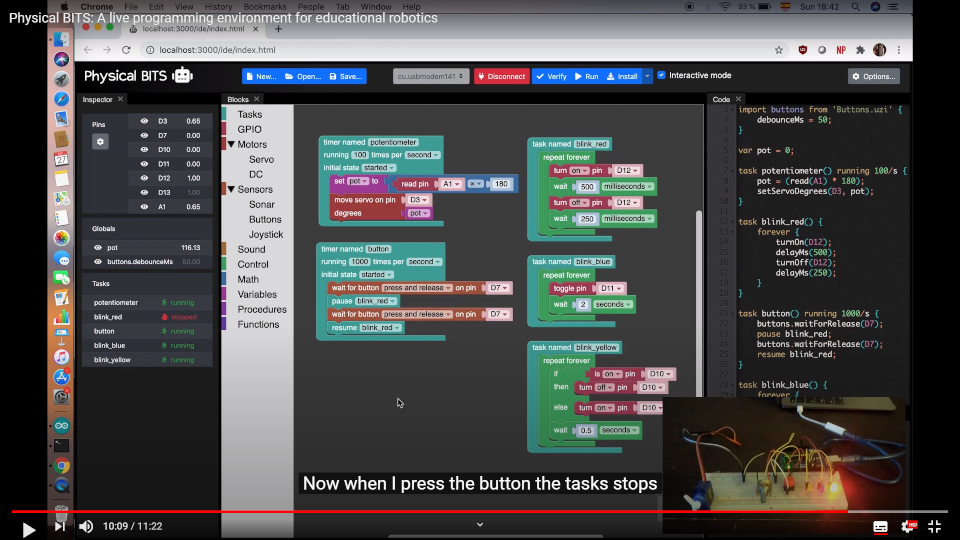 Physical BITS: A live programming environment for educational robotics
Chrome File Edit View History Bookmarks People Tab Window Help
93 %
Sun 18:42
localhost:3000/ide/index.html
localhost:3000/ide/index.html
Physical BITS
New... Open... Save...
cu.usbmodem141
Disconnect
Verify Run Install
Interactive mode
Options...
Inspector
Pins
D3 0.65
D7 0.00
D10 0.00
D11 0.00
D12 1.00
D13 1.00
A1 0.65
Globals
pot 116.13
buttons.debounceMs 50.00
Tasks
potentiometer running
blink_red stopped
button running
blink_blue running
blink_yellow running
Blocks
Tasks
GPIO
Motors
Servo
DC
Sensors
Sonar
Buttons
Joystick
Sound
Control
Math
Variables
Procedures
Functions
timer named potentiometer
running 100 times per second
initial state started
set pot to read pin A1 × 180
move servo on pin D3
degrees pot
timer named button
running 1000 times per second
initial state started
wait for button press and release on pin D7
pause blink_red
wait for button press and release on pin D7
resume blink_red
task named blink_red
repeat forever
turn on pin D12
wait 500 milliseconds
turn off pin D12
wait 250 milliseconds
task named blink_blue
repeat forever
toggle pin D11
wait 2 seconds
task named blink_yellow
repeat forever
if is on pin D10
then turn off pin D10
else turn on pin D10
wait 0.5 seconds
Code
import buttons from 'Buttons.uzi' {
debounceMs = 50;
}
var pot = 0;
task potentiometer() running 100/s {
pot = (read(A1) * 180);
setServoDegrees(D3, pot);
}
task blink_red() {
forever {
turnOn(D12);
delayMs(500);
turnOff(D12);
delayMs(250);
}
}
task button() running 1000/s {
buttons.waitForRelease(D7);
pause blink_red;
buttons.waitForRelease(D7);
resume blink_red;
}
task blink_blue() {
forever {
Now when I press the button the tasks stops
10:09 / 11:22